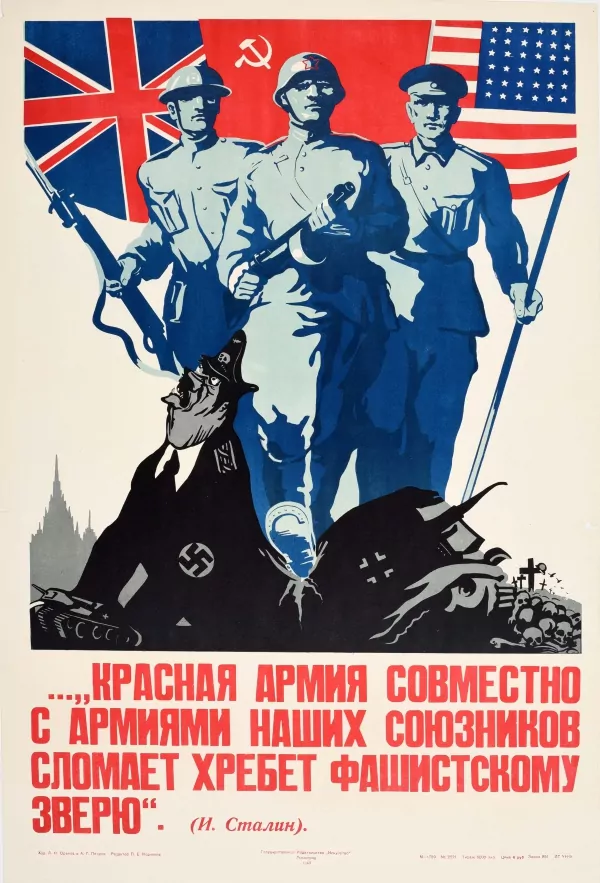 ...„КРАСНАЯ АРМИЯ СОВМЕСТНО
С АРМИЯМИ НАШИХ СОЮЗНИКОВ
СЛОМАЕТ ХРЕБЕТ ФАШИСТСКОМУ
ЗВЕРЮ“. (И. Сталин).